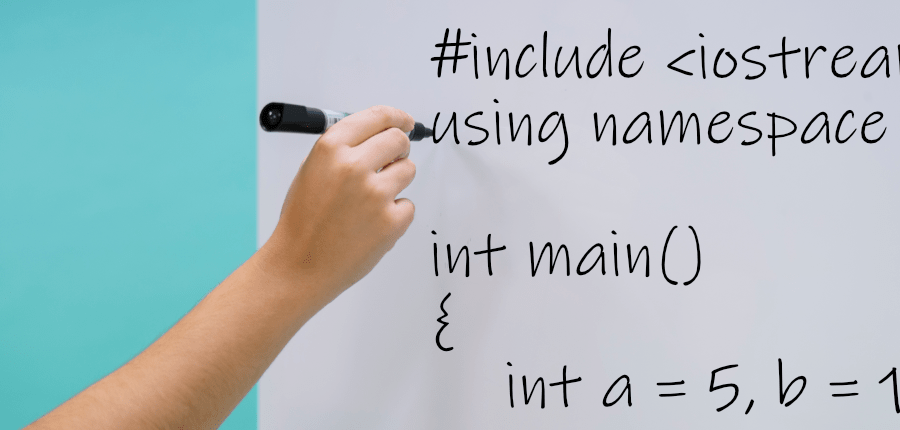 #include <iostrea
using namespace
int main()
{
int a = 5, b = 1